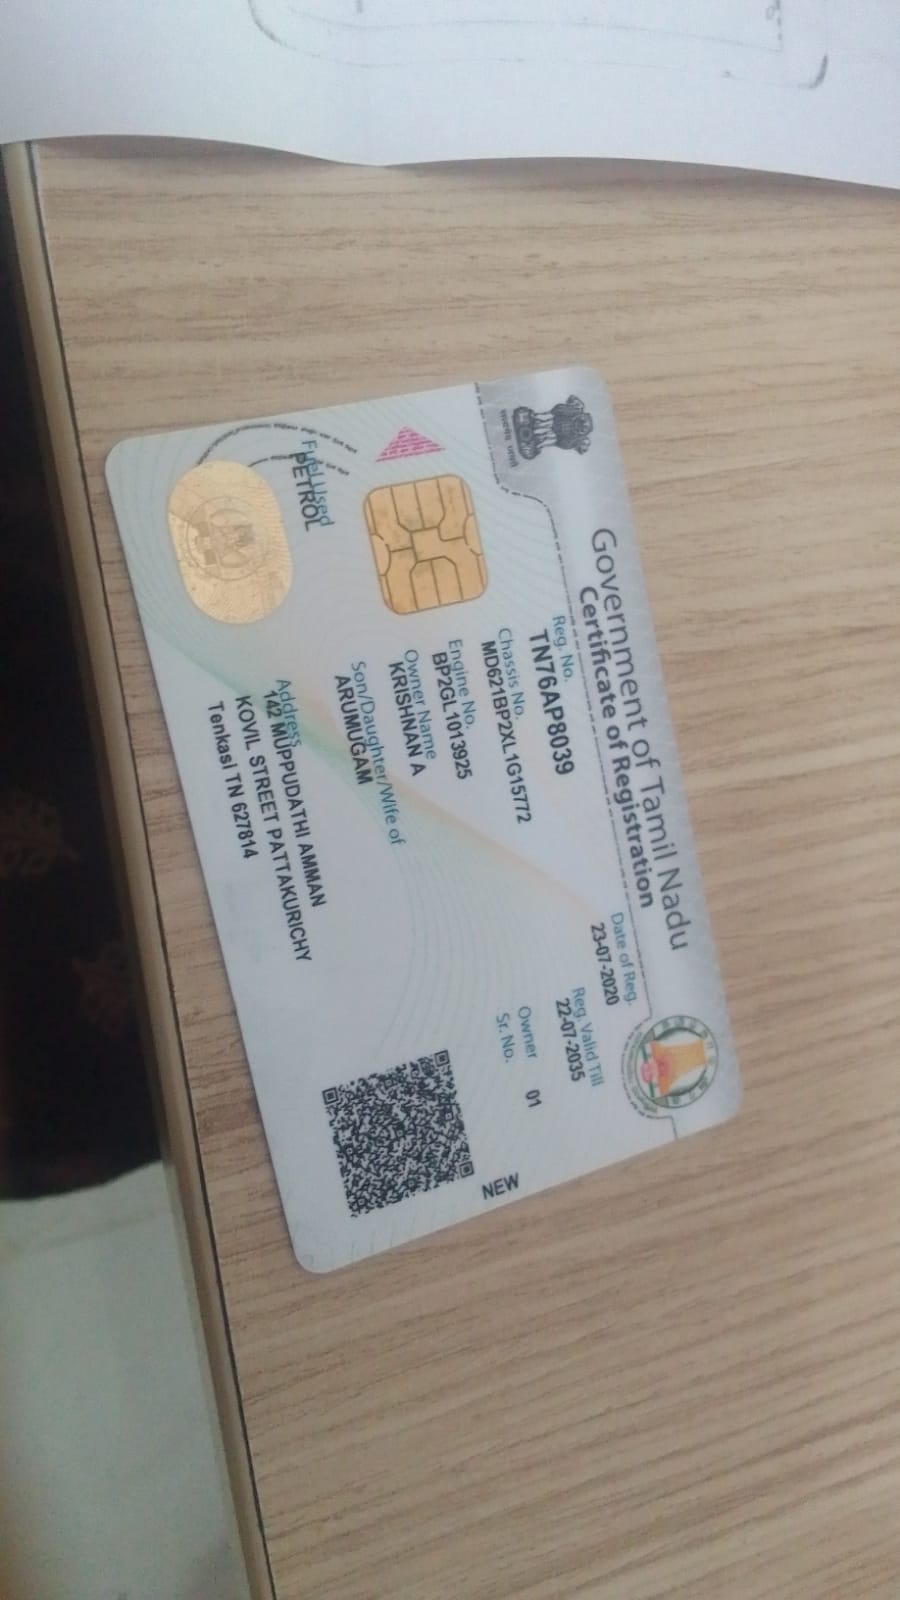 Government of Tamil Nadu
Certificate of Registration
सत्यमेव जयते
Reg. No.
TN76AP8039
Date of Reg.
23-07-2020
Chassis No.
MD621BP2XL1G15772
Reg. Valid Till
22-07-2035
Engine No.
BP2GL1013925
Owner
Sr. No.
01
Owner Name
KRISHNAN A
Son/Daughter/Wife of
ARUMUGAM
NEW
Fuel Used
PETROL
Address
142 MUPPUDATHI AMMAN
KOVIL STREET PATTAKURICHY
Tenkasi TN 627814